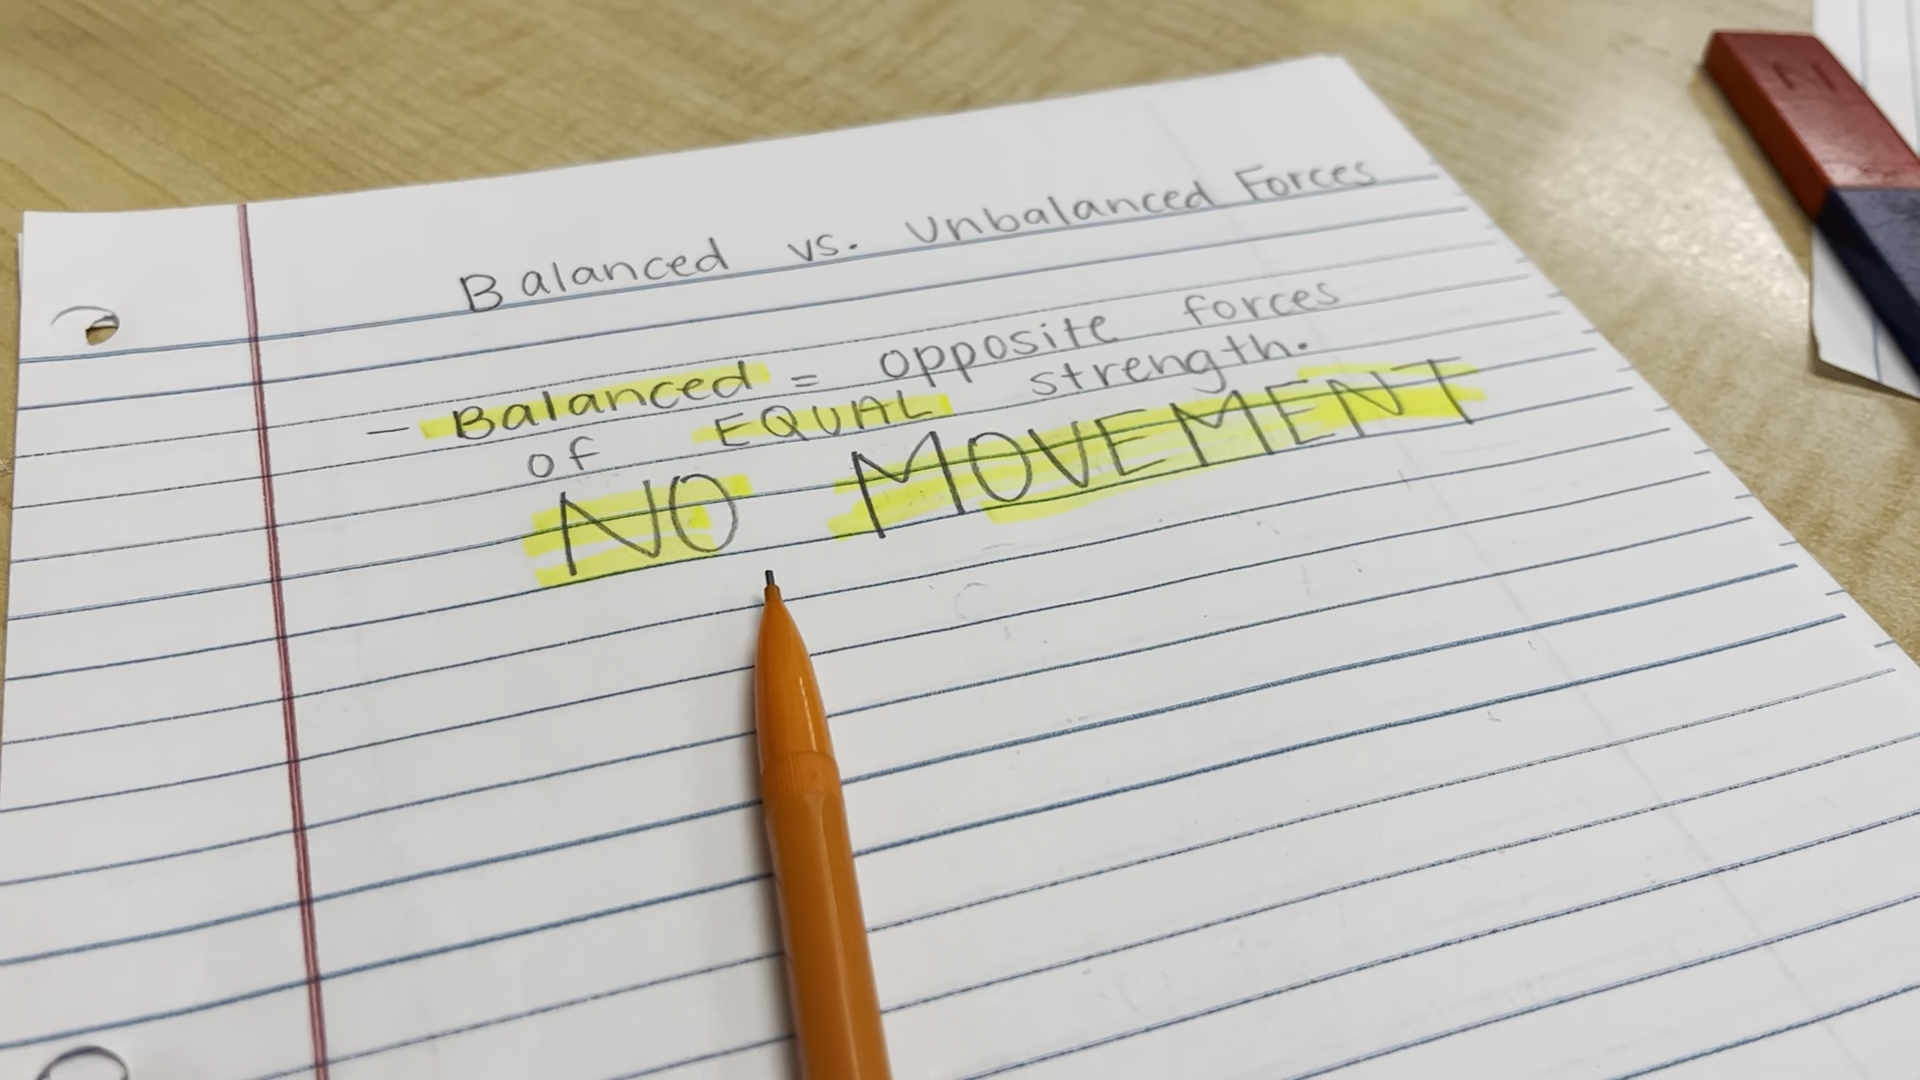 Balanced vs. Unbalanced Forces
- Balanced = opposite forces
of EQUAL strength.
NO MOVEMENT
N